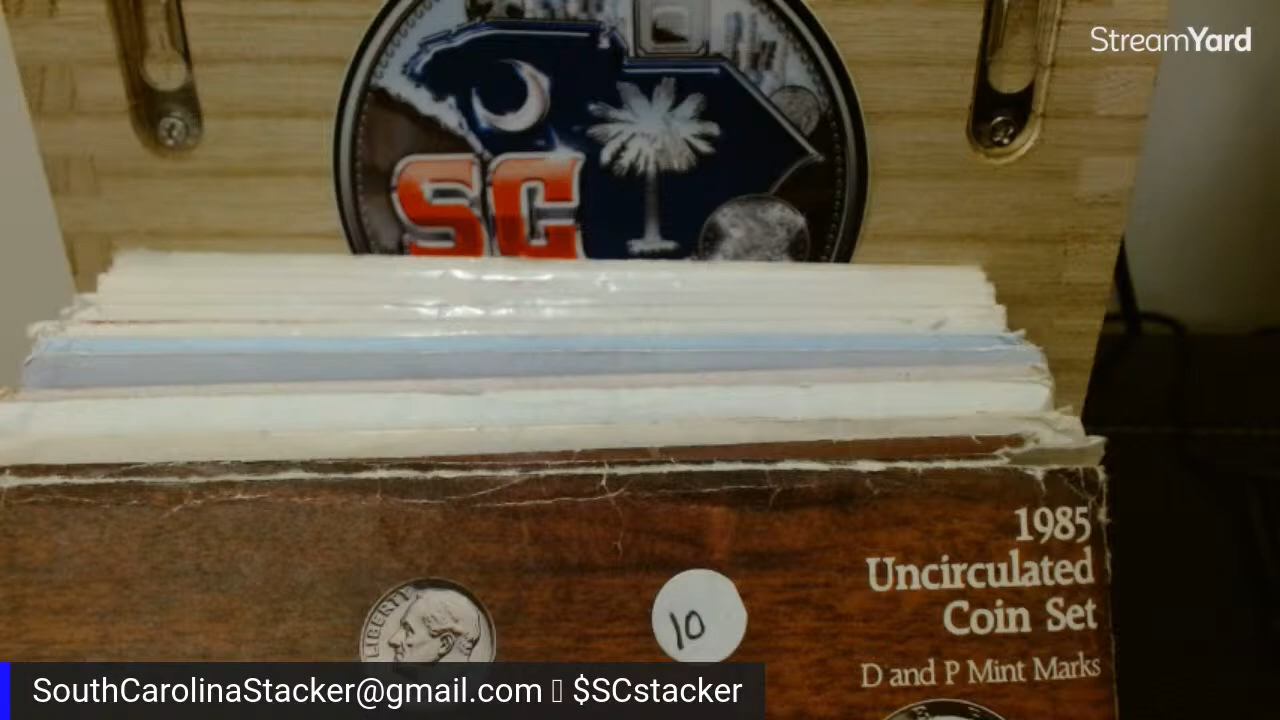 StreamYard
SC
1985
Uncirculated
Coin Set
10
LIBERTY
D and P Mint Marks
SouthCarolinaStacker@gmail.com 𖡄 $SCstacker